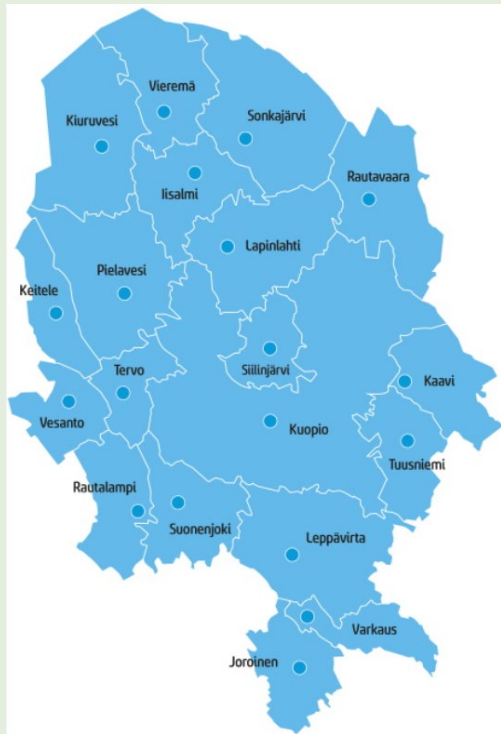 Vieremä
Sonkajärvi
Kiuruvesi
Rautavaara
Iisalmi
Lapinlahti
Pielavesi
Keitele
Tervo
Siilinjärvi
Kaavi
Vesanto
Kuopio
Tuusniemi
Rautalampi
Suonenjoki
Leppävirta
Varkaus
Joroinen